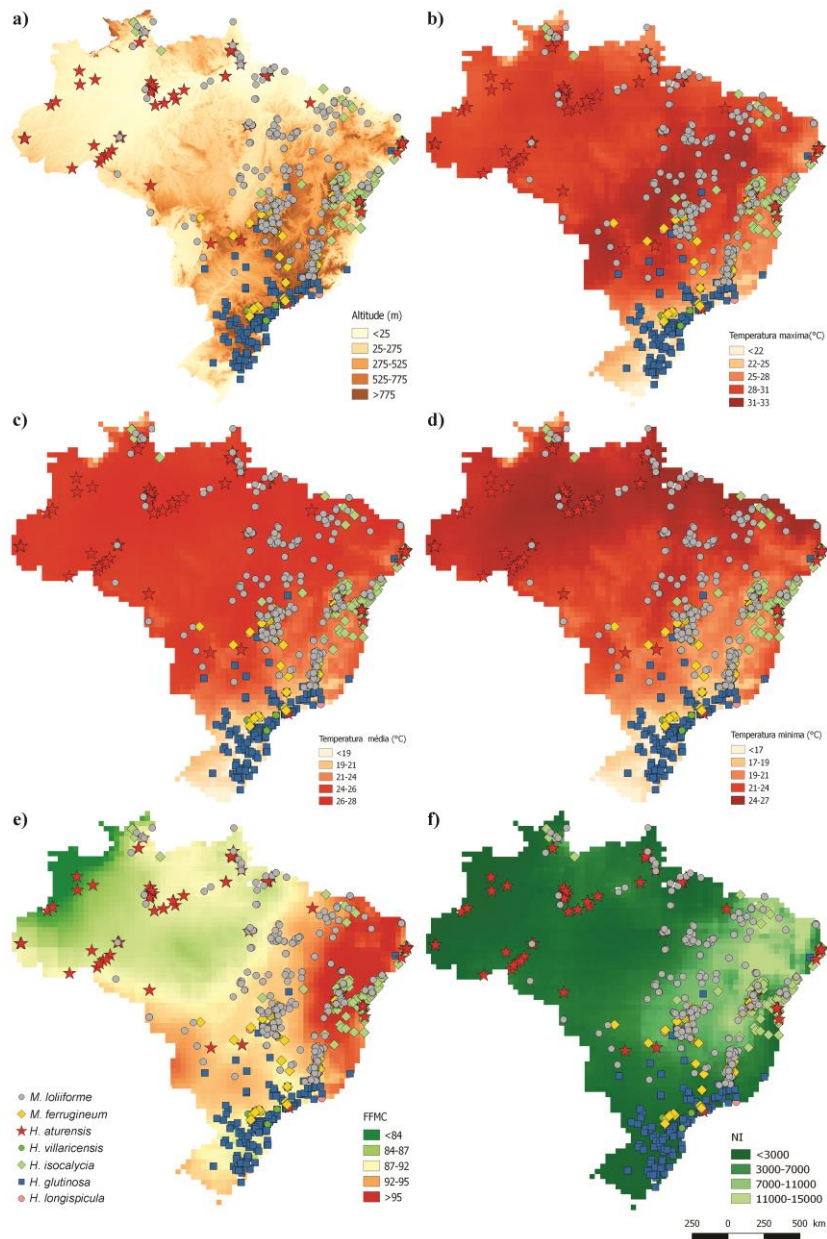 a)
Altitude (m)
<25
25-275
275-525
525-775
>775
b)
Temperatura maxima(°C)
<22
22-25
25-28
28-31
31-33
c)
Temperatura média (°C)
<19
19-21
21-24
24-26
26-28
d)
Temperatura minima (°C)
<17
17-19
19-21
21-24
24-27
e)
M. loliiforme
M. ferrugineum
H. aturensis
H. villaricensis
H. isocalycia
H. glutinosa
H. longispicula
FFMC
<84
84-87
87-92
92-95
>95
f)
NI
<3000
3000-7000
7000-11000
11000-15000
250 0 250 500 km